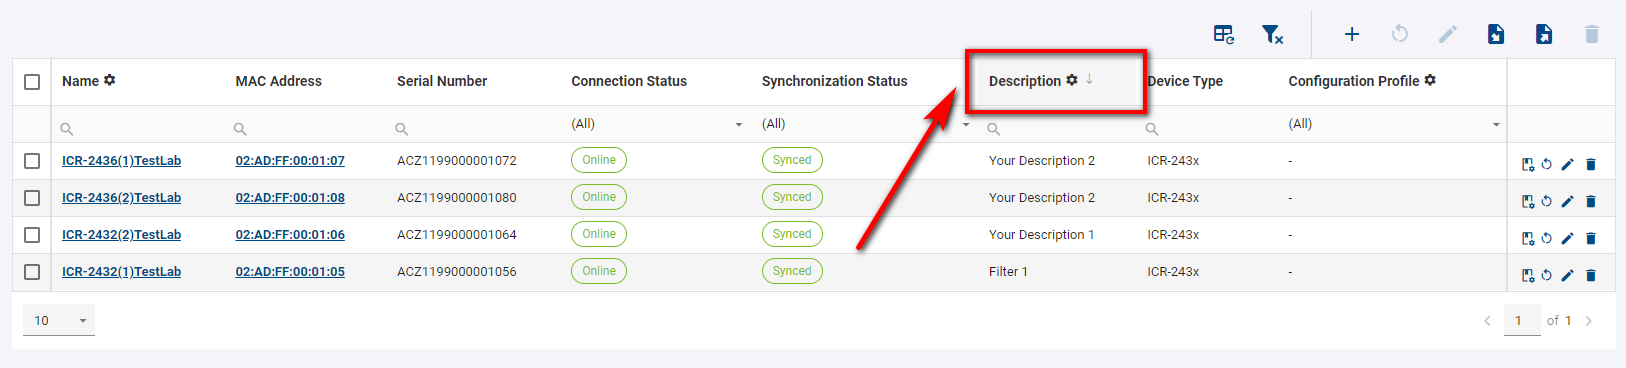 Name MAC Address Serial Number Connection Status Synchronization Status Description Device Type Configuration Profile
(All) (All) (All)
ICR-2436(1)TestLab 02:AD:FF:00:01:07 ACZ1199000001072 Online Synced Your Description 2 ICR-243x -
ICR-2436(2)TestLab 02:AD:FF:00:01:08 ACZ1199000001080 Online Synced Your Description 2 ICR-243x -
ICR-2432(2)TestLab 02:AD:FF:00:01:06 ACZ1199000001064 Online Synced Your Description 1 ICR-243x -
ICR-2432(1)TestLab 02:AD:FF:00:01:05 ACZ1199000001056 Online Synced Filter 1 ICR-243x -
10 1 of 1